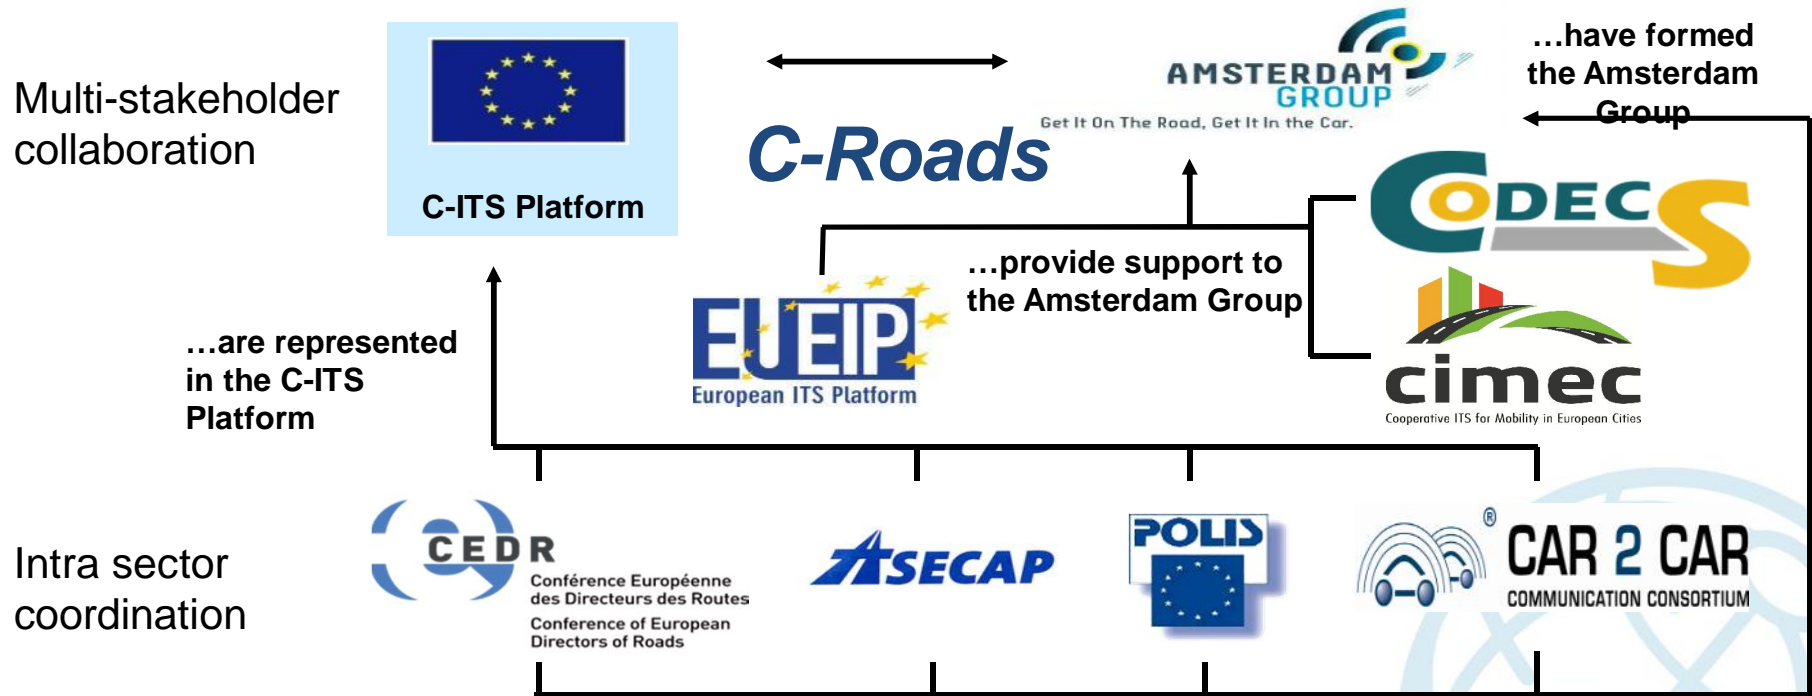 Multi-stakeholder
collaboration
C-ITS Platform
C-Roads
AMSTERDAM
GROUP
Get It On The Road, Get It In the Car.
…have formed
the Amsterdam
Group
CODECS
…provide support to
the Amsterdam Group
EU EIP
European ITS Platform
cimec
Cooperative ITS for Mobility in European Cities
…are represented
in the C-ITS
Platform
Intra sector
coordination
CEDR
Conférence Européenne
des Directeurs des Routes
Conference of European
Directors of Roads
ASECAP
POLIS
® CAR 2 CAR
COMMUNICATION CONSORTIUM